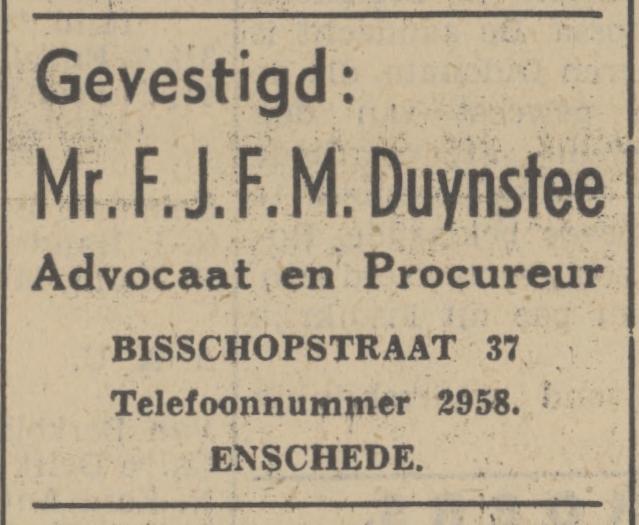 Gevestigd:
Mr. F. J. F. M. Duynstee
Advocaat en Procureur
BISSCHOPSTRAAT 37
Telefoonnummer 2958.
ENSCHEDE.